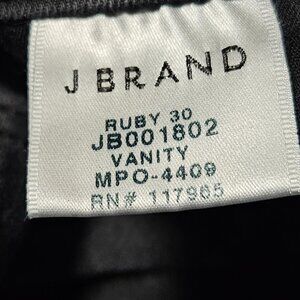 J BRAND
RUBY 30
JB001802
VANITY
MPO-4409
RN# 117965